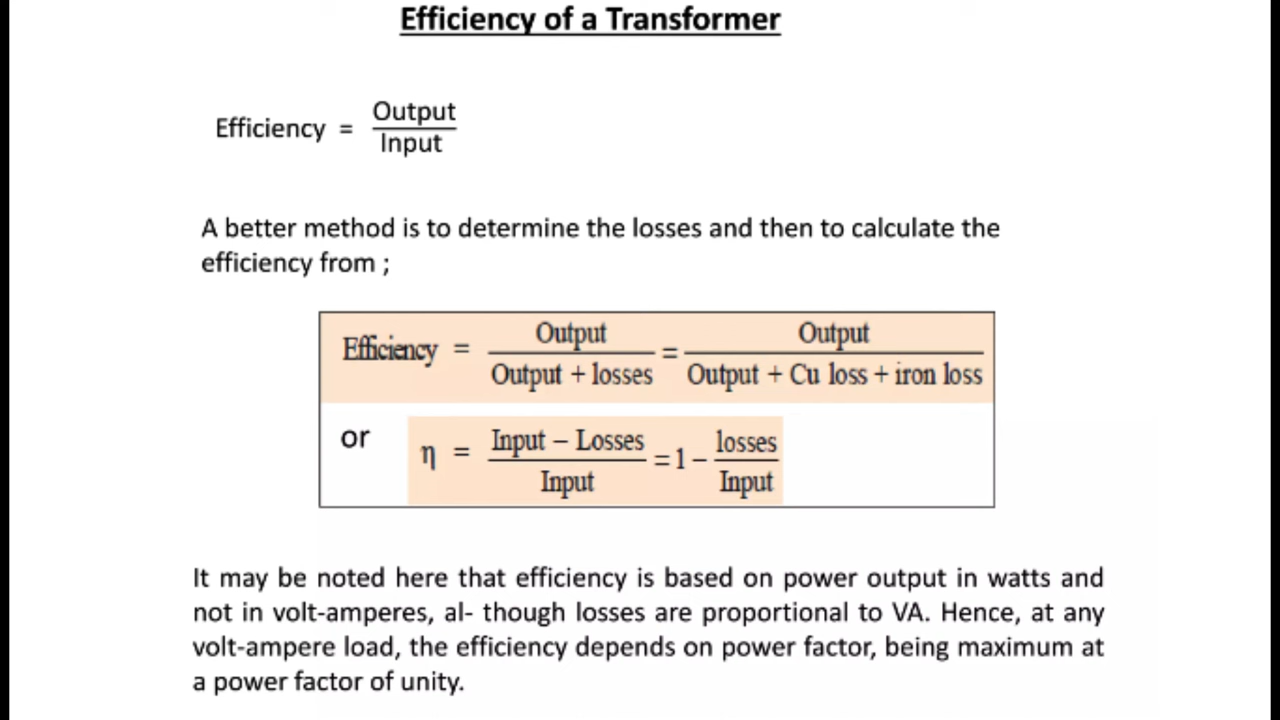 Efficiency of a Transformer
Efficiency = Output / Input
A better method is to determine the losses and then to calculate the
efficiency from ;
Efficiency = Output / Output + losses = Output / Output + Cu loss + iron loss
or η = Input – Losses / Input = 1 – losses / Input
It may be noted here that efficiency is based on power output in watts and
not in volt-amperes, al- though losses are proportional to VA. Hence, at any
volt-ampere load, the efficiency depends on power factor, being maximum at
a power factor of unity.